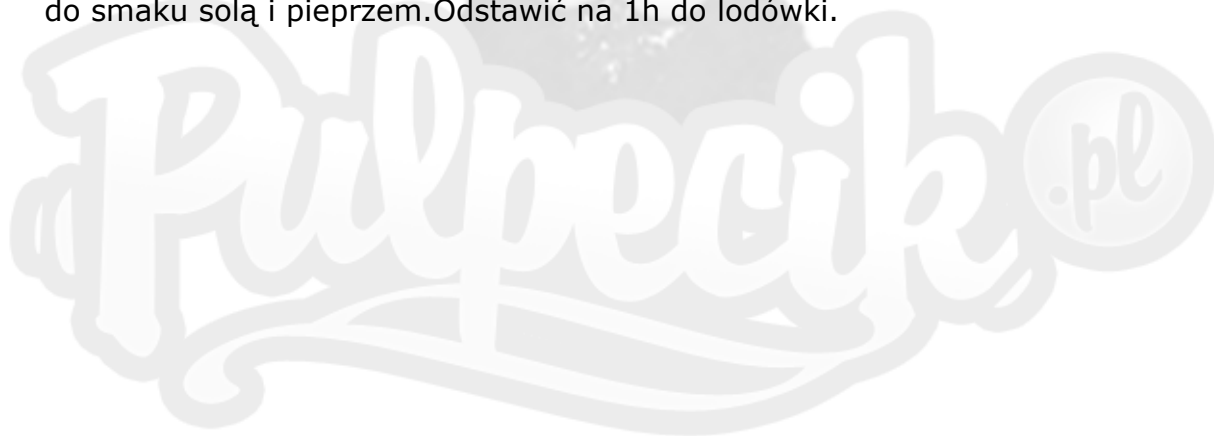 do smaku solą i pieprzem.Odstawić na 1h do lodówki.
Pulpecik .pl